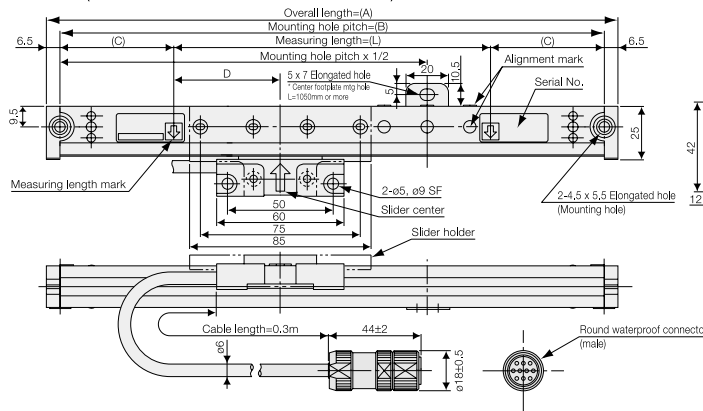 Overall length=(A)
Mounting hole pitch=(B)
6.5
(C)
Measuring length=(L)
(C)
6.5
Mounting hole pitch x 1/2
D
5 x 7 Elongated hole
* Center footplate mtg hole
L=1050mm or more
5
20
10.5
Alignment mark
Serial No.
9.5
25
42
12
Measuring length mark
2-ø5, ø9 SF
Slider center
2-4,5 x 5,5 Elongated hole
(Mounting hole)
50
60
75
85
Slider holder
Cable length=0.3m
44±2
ø6
ø18±0.5
Round waterproof connecto
(male)